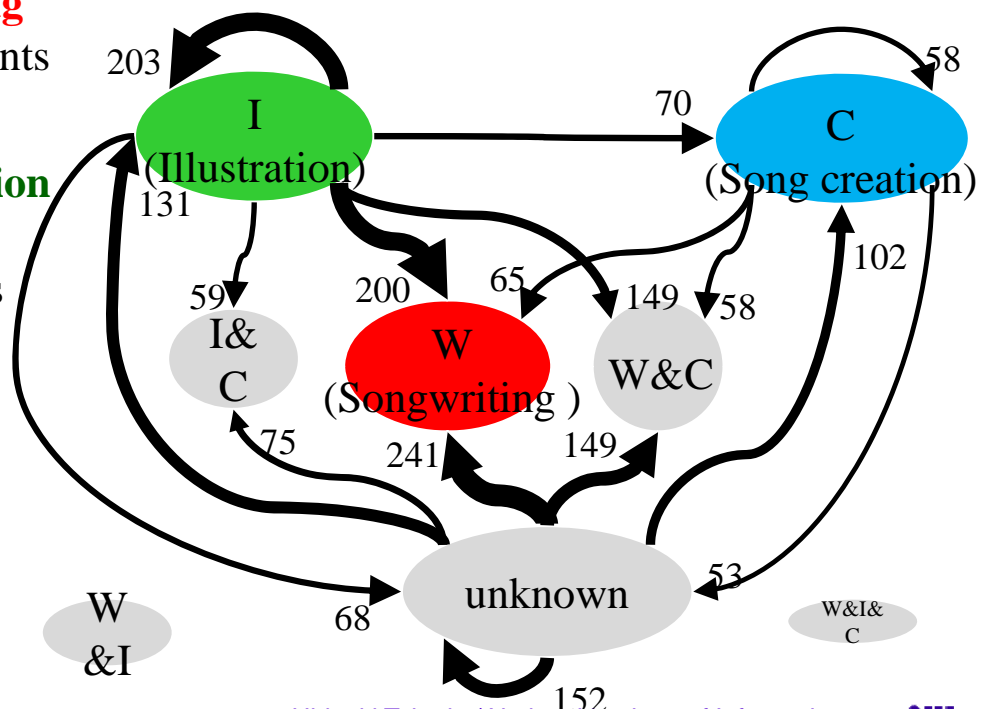 ng
nts
203
58
70
I
(Illustration)
C
(Song creation)
ion
131
102
s
59
200
65
149
58
I&
C
W
(Songwriting )
W&C
75
241
149
unknown
53
68
W
&I
W&I&
C
152